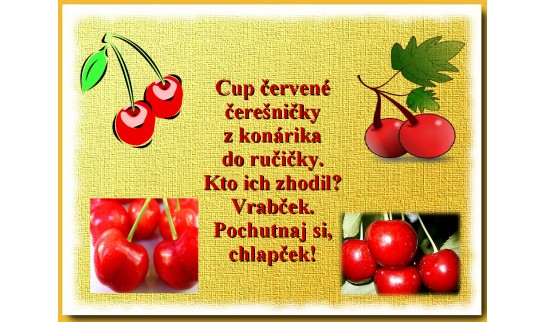 Cup červené
čerešničky
z konárika
do ručičky.
Kto ich zhodil?
Vrabček.
Pochutnaj si,
chlapček!